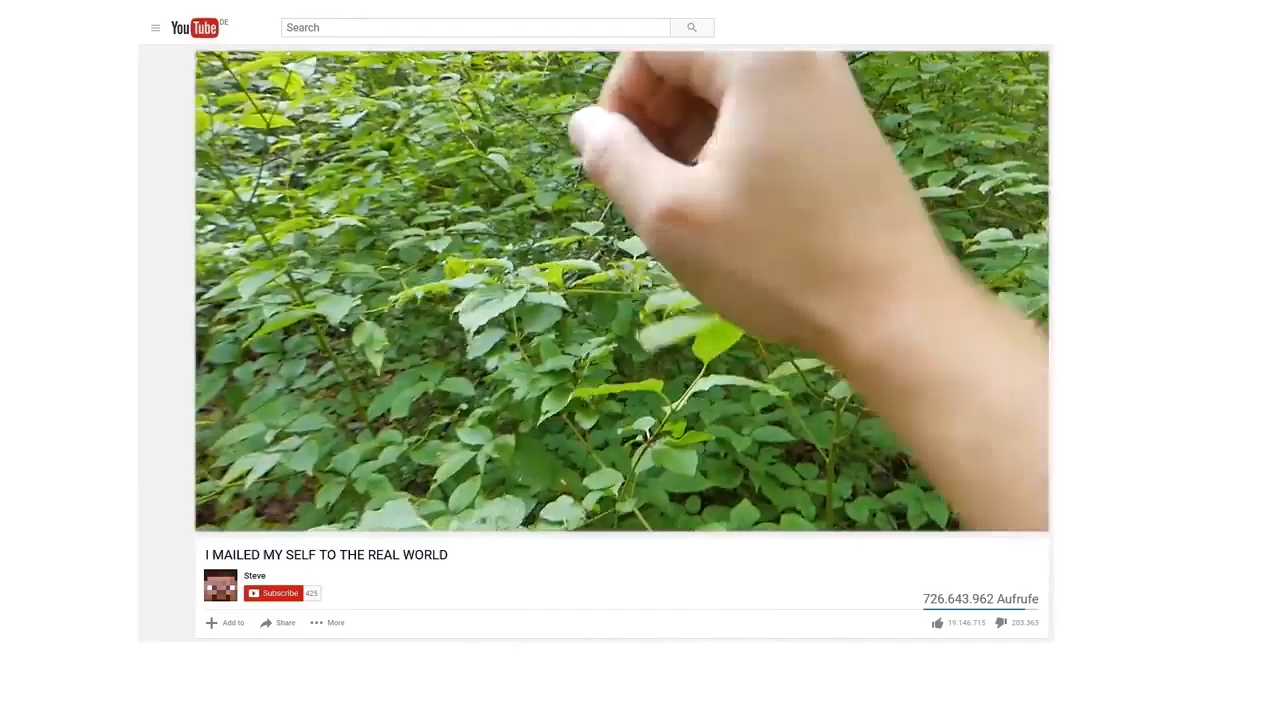 YouTube DE
Search
I MAILED MY SELF TO THE REAL WORLD
Steve
Subscribe 425
726.643.962 Aufrufe
Add to Share More 19.146.715 203.363